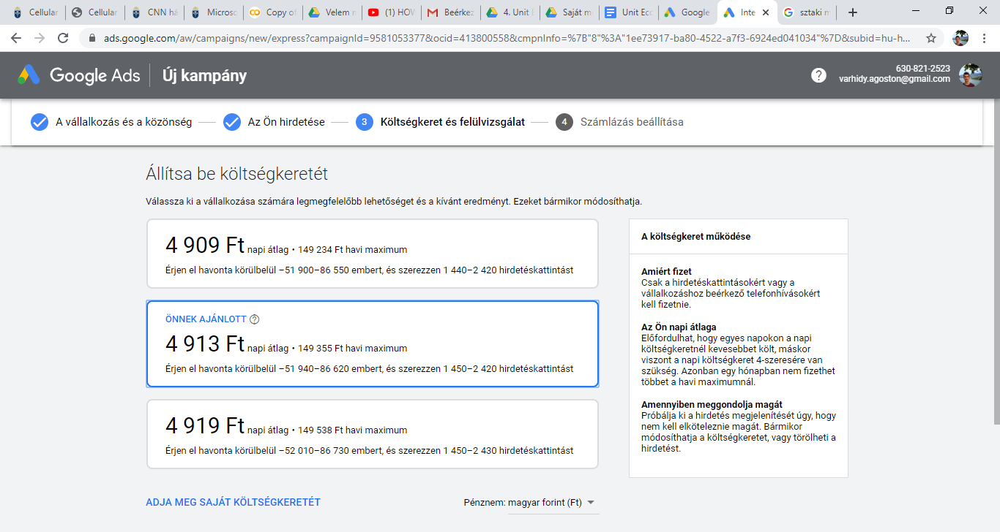 Cellular
Cellular
CNN há
Microso
Copy of
Velem n
(1) HOW
Beérkez
4. Unit E
Saját m
Unit Eco
Google
Inte
sztaki m
ads.google.com/aw/campaigns/new/express?campaignId=9581053377&ocid=413800558&cmpnInfo=%7B"8"%3A"1ee73917-ba80-4522-a7f3-6924ed041034"%7D&subid=hu-h...
Google Ads
Új kampány
?
630-821-2523
varhidy.agoston@gmail.com
A vállalkozás és a közönség
Az Ön hirdetése
3 Költségkeret és felülvizsgálat
4 Számlázás beállítása
Állítsa be költségkeretét
Válassza ki a vállalkozása számára legmegfelelőbb lehetőséget és a kívánt eredményt. Ezeket bármikor módosíthatja.
4 909 Ft napi átlag • 149 234 Ft havi maximum
Érjen el havonta körülbelül –51 900–86 550 embert, és szerezzen 1 440–2 420 hirdetéskattintást
ÖNNEK AJÁNLOTT ?
4 913 Ft napi átlag • 149 355 Ft havi maximum
Érjen el havonta körülbelül –51 940–86 620 embert, és szerezzen 1 450–2 420 hirdetéskattintást
4 919 Ft napi átlag • 149 538 Ft havi maximum
Érjen el havonta körülbelül –52 010–86 730 embert, és szerezzen 1 450–2 430 hirdetéskattintást
ADJA MEG SAJÁT KÖLTSÉGKERETÉT
Pénznem: magyar forint (Ft)
A költségkeret működése
Amiért fizet
Csak a hirdetéskattintásokért vagy a
vállalkozáshoz beérkező telefonhívásokért
kell fizetnie.
Az Ön napi átlaga
Előfordulhat, hogy egyes napokon a napi
költségkeretnél kevesebbet költ, máskor
viszont a napi költségkeret 4-szeresére van
szükség. Azonban egy hónapban nem fizethet
többet a havi maximumnál.
Amennyiben meggondolja magát
Próbálja ki a hirdetés megjelenítését úgy, hogy
nem kell elköteleznie magát. Bármikor
módosíthatja a költségkeretet, vagy törölheti a
hirdetést.